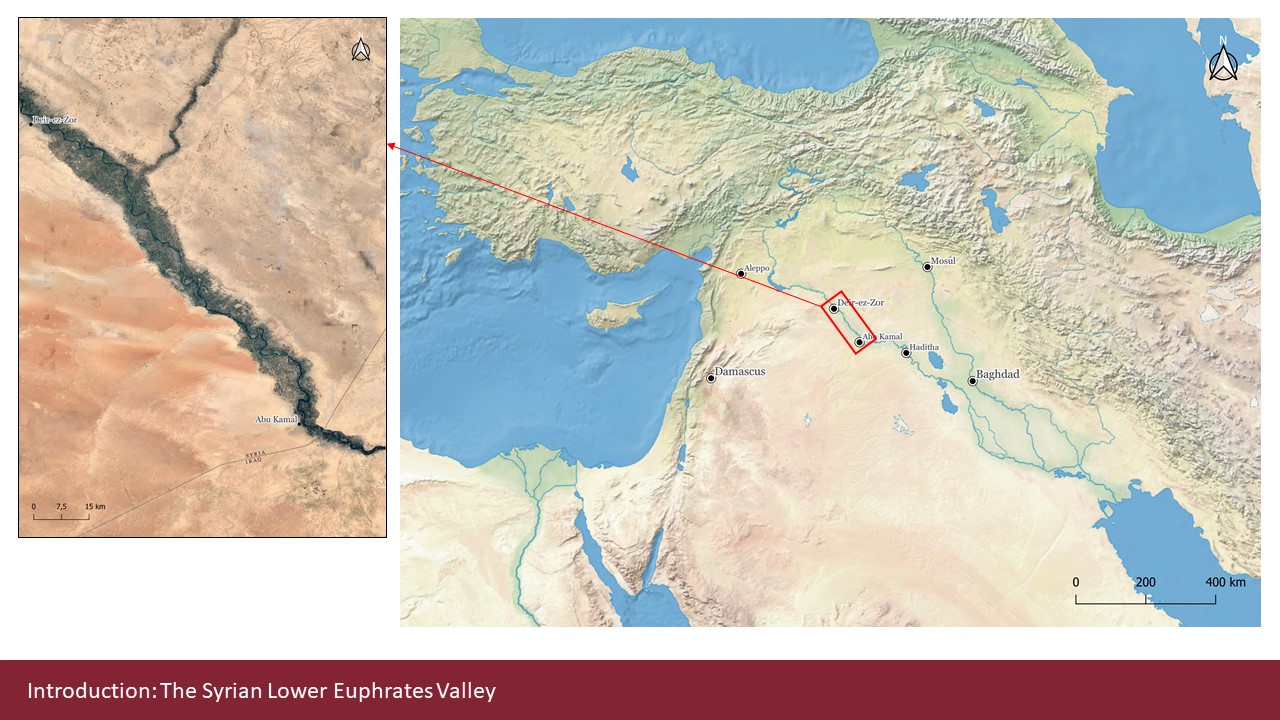 N
Deir-ez-Zor
Abu Kamal
SYRIA
IRAQ
0 7,5 15 km
N
Aleppo
Mosul
Deir-ez-Zor
Abu Kamal
Haditha
Damascus
Baghdad
0 200 400 km
Introduction: The Syrian Lower Euphrates Valley